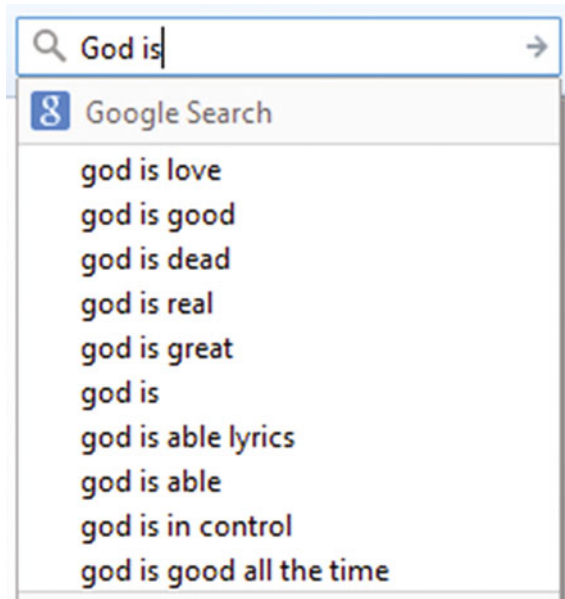 God is
Google Search
god is love
god is good
god is dead
god is real
god is great
god is
god is able lyrics
god is able
god is in control
god is good all the time